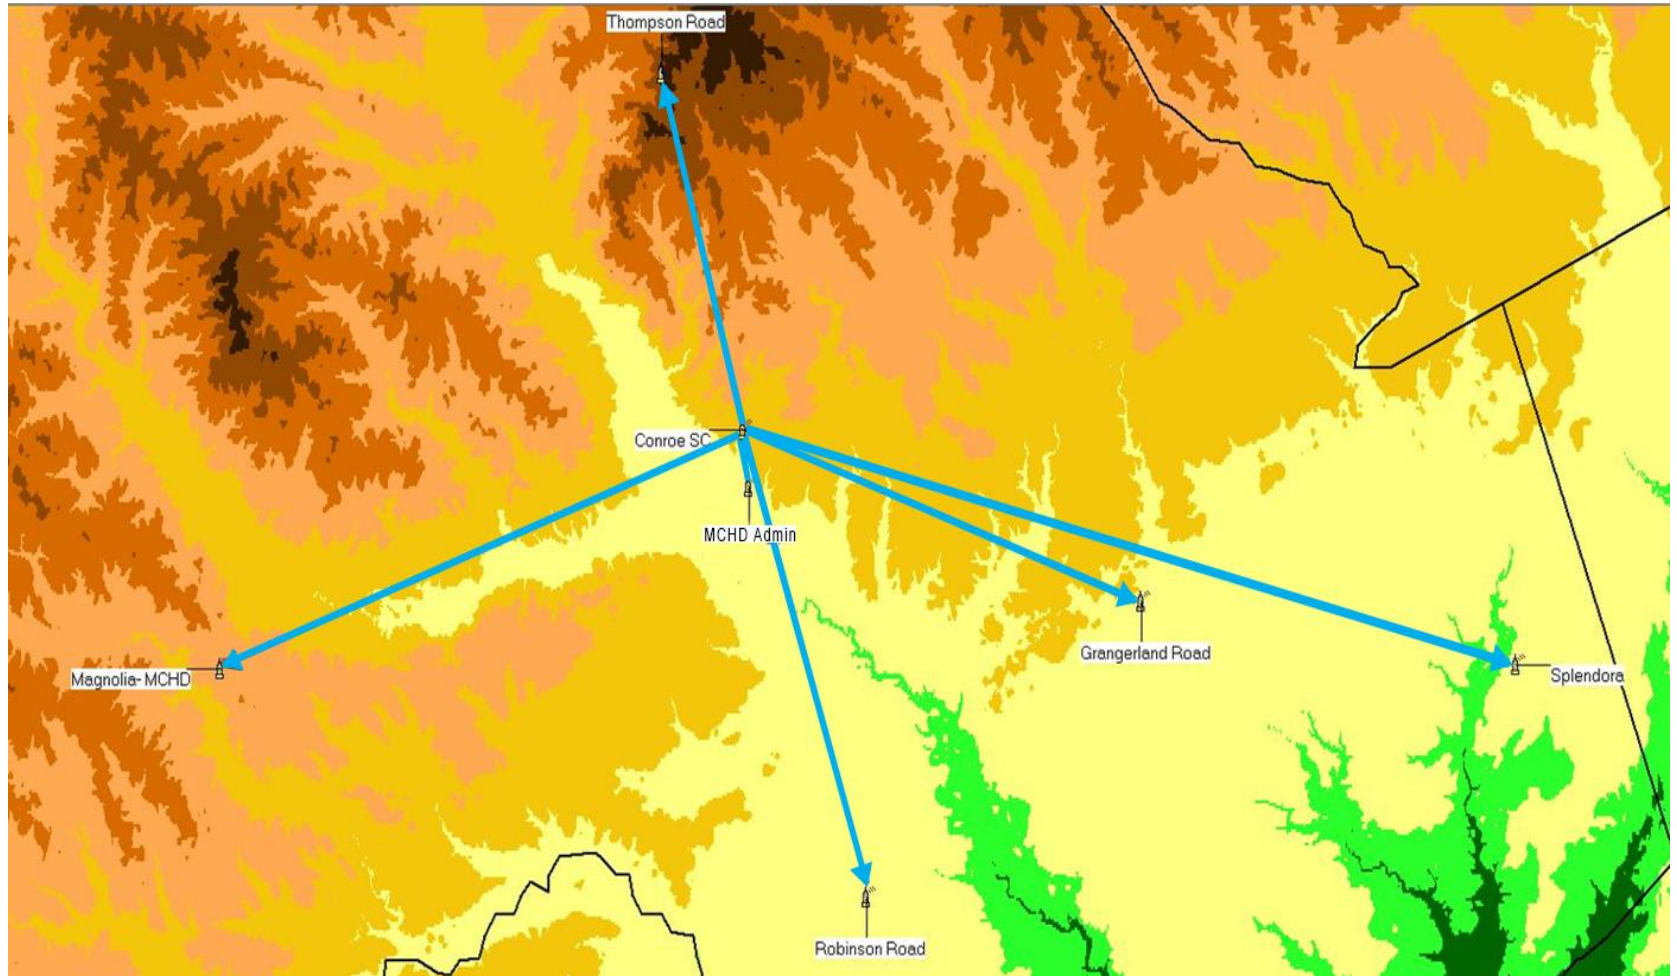 Thompson Road
Conroe SC
MCHD Admin
Grangerland Road
Magnolia- MCHD
Splendora
Robinson Road